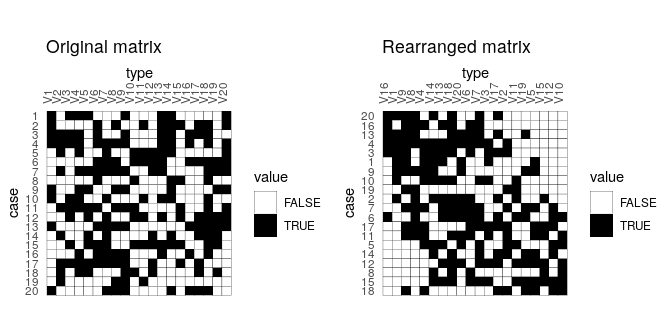 Original matrix
type
V1 V2 V3 V4 V5 V6 V7 V8 V9 V10 V11 V12 V13 V14 V15 V16 V17 V18 V19 V20
case
1
2
3
4
5
6
7
8
9
10
11
12
13
14
15
16
17
18
19
20
value
FALSE
TRUE
Rearranged matrix
type
V16 V1 V9 V8 V4 V14 V13 V18 V20 V6 V7 V3 V17 V2 V11 V19 V5 V15 V12 V10
case
20
16
13
4
3
1
9
10
19
2
7
6
17
11
5
14
12
8
15
18
value
FALSE
TRUE